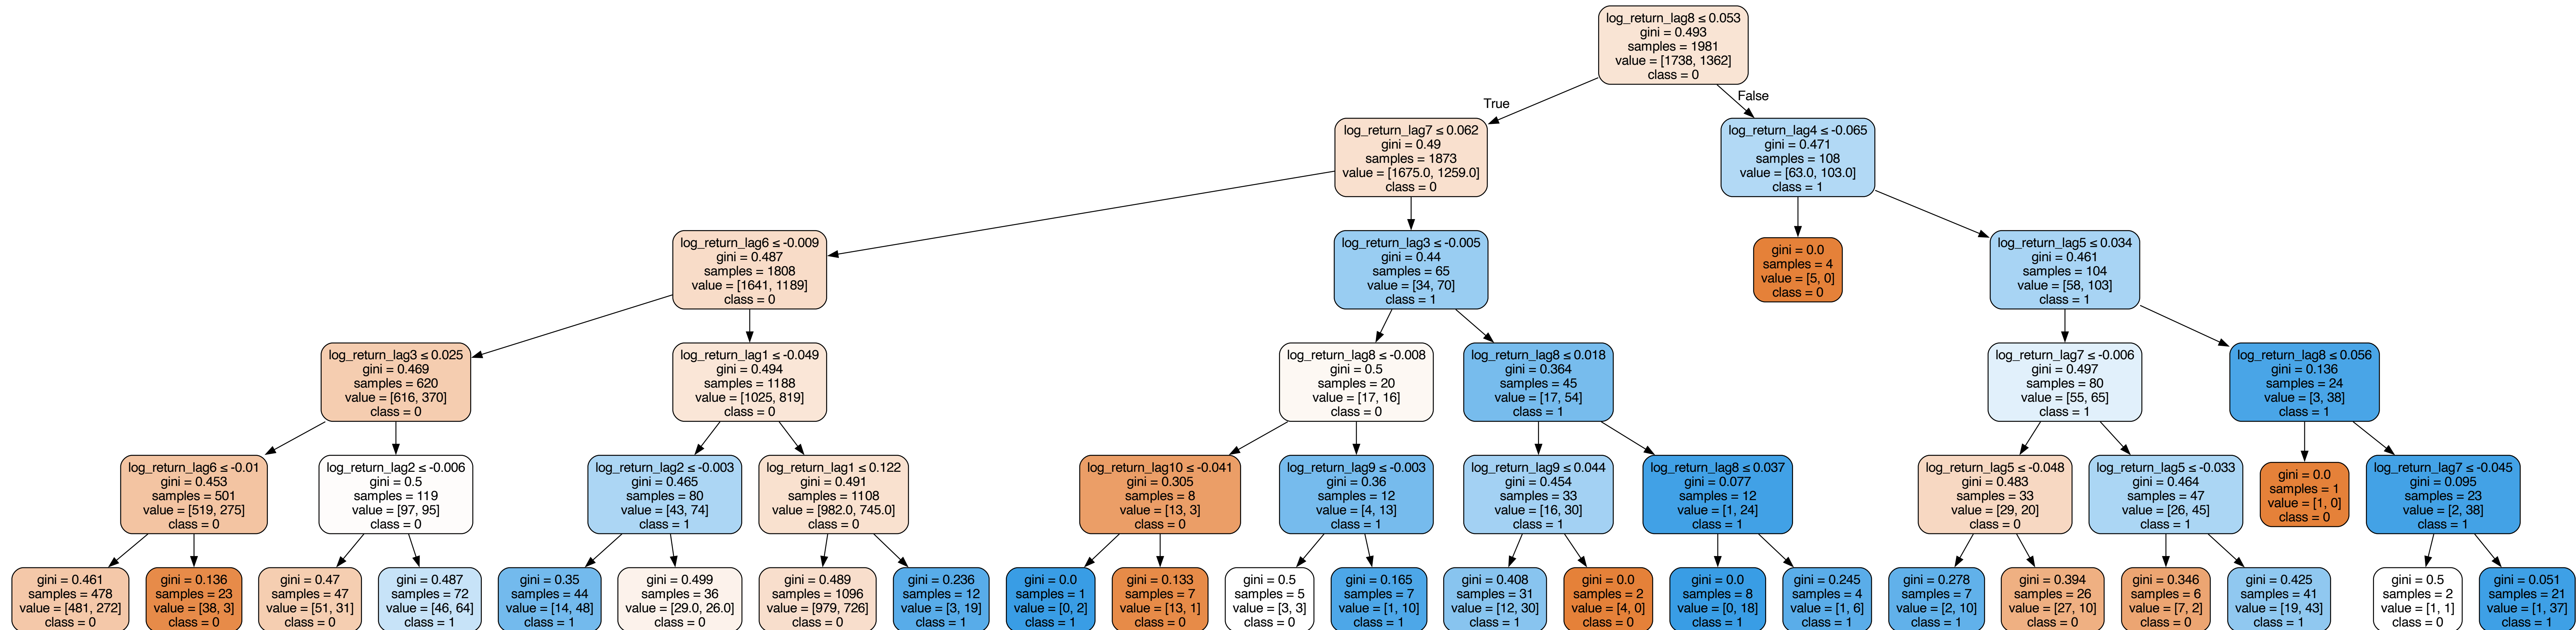 log_return_lag8 ≤ 0.053
gini = 0.493
samples = 1981
value = [1738, 1362]
class = 0
True
False
log_return_lag7 ≤ 0.062
gini = 0.49
samples = 1873
value = [1675.0, 1259.0]
class = 0
log_return_lag4 ≤ -0.065
gini = 0.471
samples = 108
value = [63.0, 103.0]
class = 1
log_return_lag6 ≤ -0.009
gini = 0.487
samples = 1808
value = [1641, 1189]
class = 0
log_return_lag3 ≤ -0.005
gini = 0.44
samples = 65
value = [34, 70]
class = 1
gini = 0.0
samples = 4
value = [5, 0]
class = 0
log_return_lag5 ≤ 0.034
gini = 0.461
samples = 104
value = [58, 103]
class = 1
log_return_lag3 ≤ 0.025
gini = 0.469
samples = 620
value = [616, 370]
class = 0
log_return_lag1 ≤ -0.049
gini = 0.494
samples = 1188
value = [1025, 819]
class = 0
log_return_lag8 ≤ -0.008
gini = 0.5
samples = 20
value = [17, 16]
class = 0
log_return_lag8 ≤ 0.018
gini = 0.364
samples = 45
value = [17, 54]
class = 1
log_return_lag7 ≤ -0.006
gini = 0.497
samples = 80
value = [55, 65]
class = 1
log_return_lag8 ≤ 0.056
gini = 0.136
samples = 24
value = [3, 38]
class = 1
log_return_lag6 ≤ -0.01
gini = 0.453
samples = 501
value = [519, 275]
class = 0
log_return_lag2 ≤ -0.006
gini = 0.5
samples = 119
value = [97, 95]
class = 0
log_return_lag2 ≤ -0.003
gini = 0.465
samples = 80
value = [43, 74]
class = 1
log_return_lag1 ≤ 0.122
gini = 0.491
samples = 1108
value = [982.0, 745.0]
class = 0
log_return_lag10 ≤ -0.041
gini = 0.305
samples = 8
value = [13, 3]
class = 0
log_return_lag9 ≤ -0.003
gini = 0.36
samples = 12
value = [4, 13]
class = 1
log_return_lag9 ≤ 0.044
gini = 0.454
samples = 33
value = [16, 30]
class = 1
log_return_lag8 ≤ 0.037
gini = 0.077
samples = 12
value = [1, 24]
class = 1
log_return_lag5 ≤ -0.048
gini = 0.483
samples = 33
value = [29, 20]
class = 0
log_return_lag5 ≤ -0.033
gini = 0.464
samples = 47
value = [26, 45]
class = 1
gini = 0.0
samples = 1
value = [1, 0]
class = 0
log_return_lag7 ≤ -0.045
gini = 0.095
samples = 23
value = [2, 38]
class = 1
gini = 0.461
samples = 478
value = [481, 272]
class = 0
gini = 0.136
samples = 23
value = [38, 3]
class = 0
gini = 0.47
samples = 47
value = [51, 31]
class = 0
gini = 0.487
samples = 72
value = [46, 64]
class = 1
gini = 0.35
samples = 44
value = [14, 48]
class = 1
gini = 0.499
samples = 36
value = [29.0, 26.0]
class = 0
gini = 0.489
samples = 1096
value = [979, 726]
class = 0
gini = 0.236
samples = 12
value = [3, 19]
class = 1
gini = 0.0
samples = 1
value = [0, 2]
class = 1
gini = 0.133
samples = 7
value = [13, 1]
class = 0
gini = 0.5
samples = 5
value = [3, 3]
class = 0
gini = 0.165
samples = 7
value = [1, 10]
class = 1
gini = 0.408
samples = 31
value = [12, 30]
class = 1
gini = 0.0
samples = 2
value = [4, 0]
class = 0
gini = 0.0
samples = 8
value = [0, 18]
class = 1
gini = 0.245
samples = 4
value = [1, 6]
class = 1
gini = 0.278
samples = 7
value = [2, 10]
class = 1
gini = 0.394
samples = 26
value = [27, 10]
class = 0
gini = 0.346
samples = 6
value = [7, 2]
class = 0
gini = 0.425
samples = 41
value = [19, 43]
class = 1
gini = 0.5
samples = 2
value = [1, 1]
class = 0
gini = 0.051
samples = 21
value = [1, 37]
class = 1